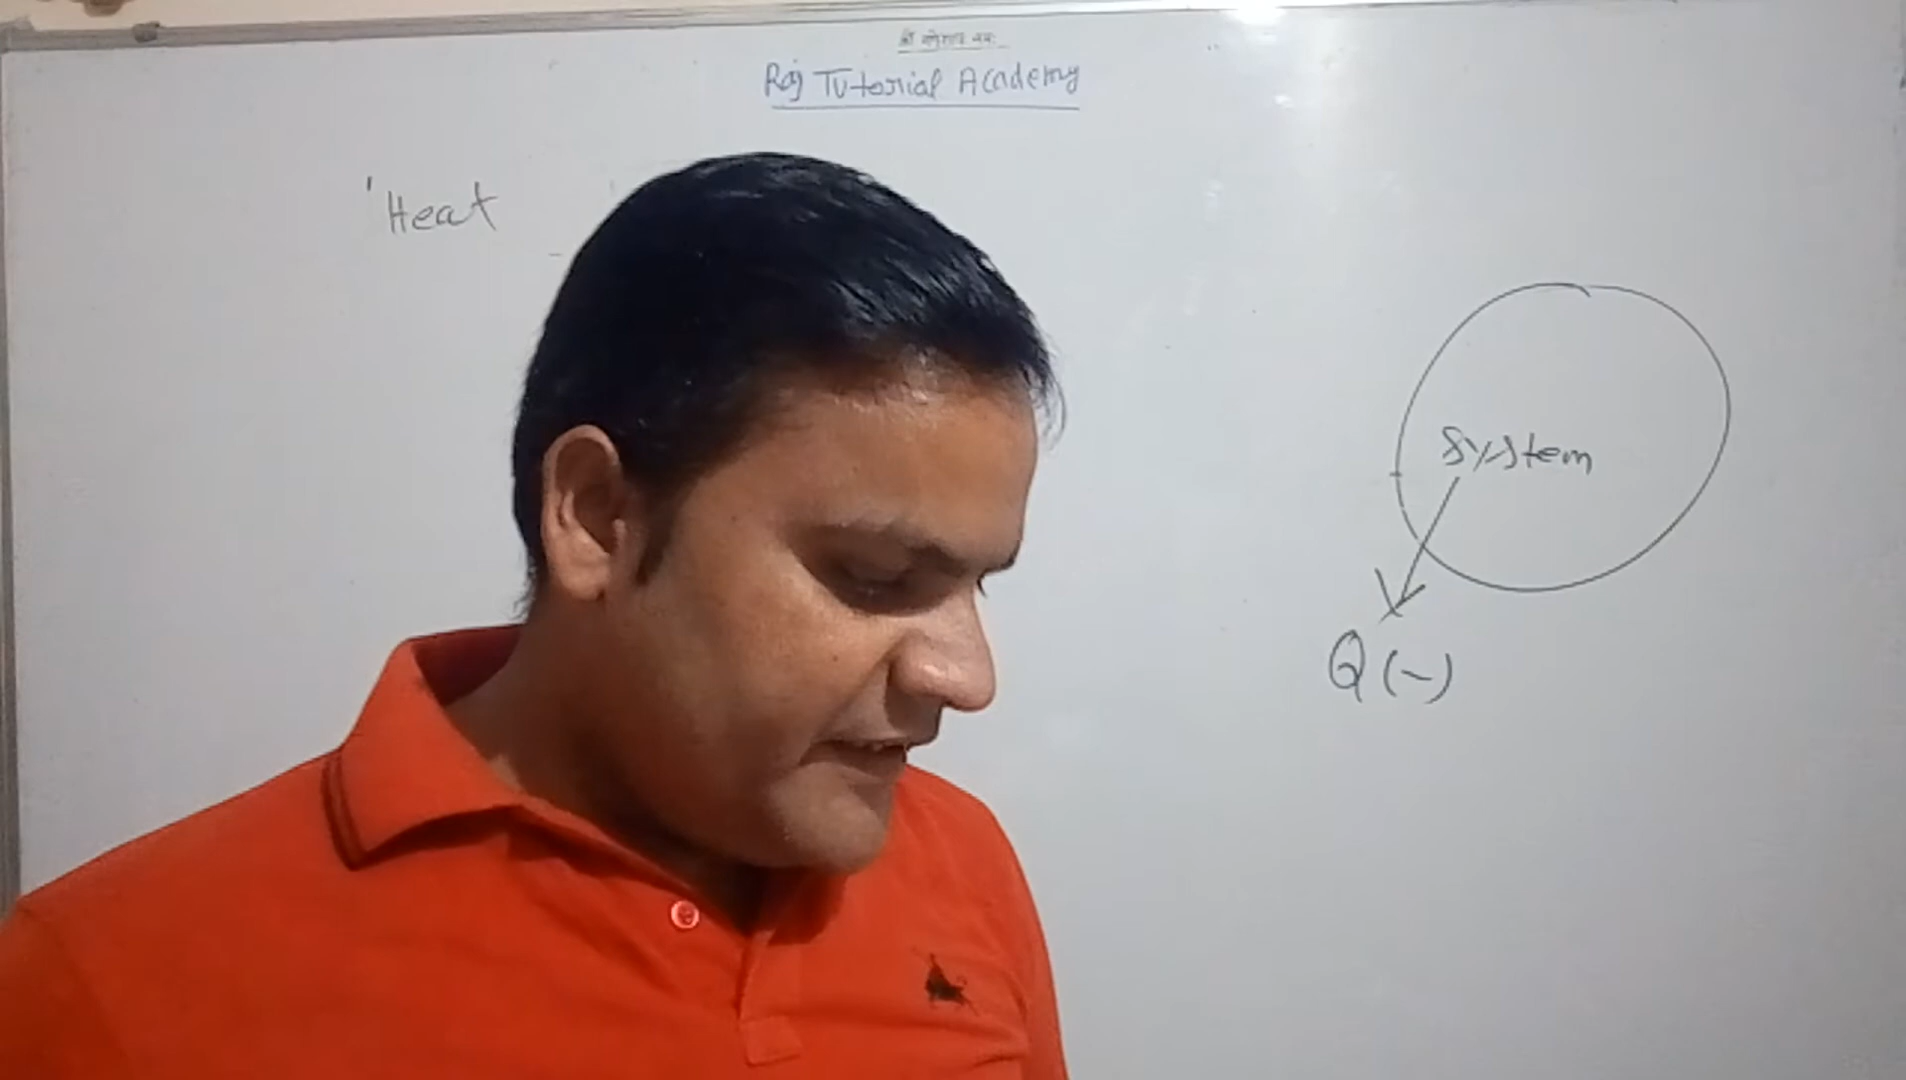 Raj Tutorial Academy
Heat
System
Q (-)